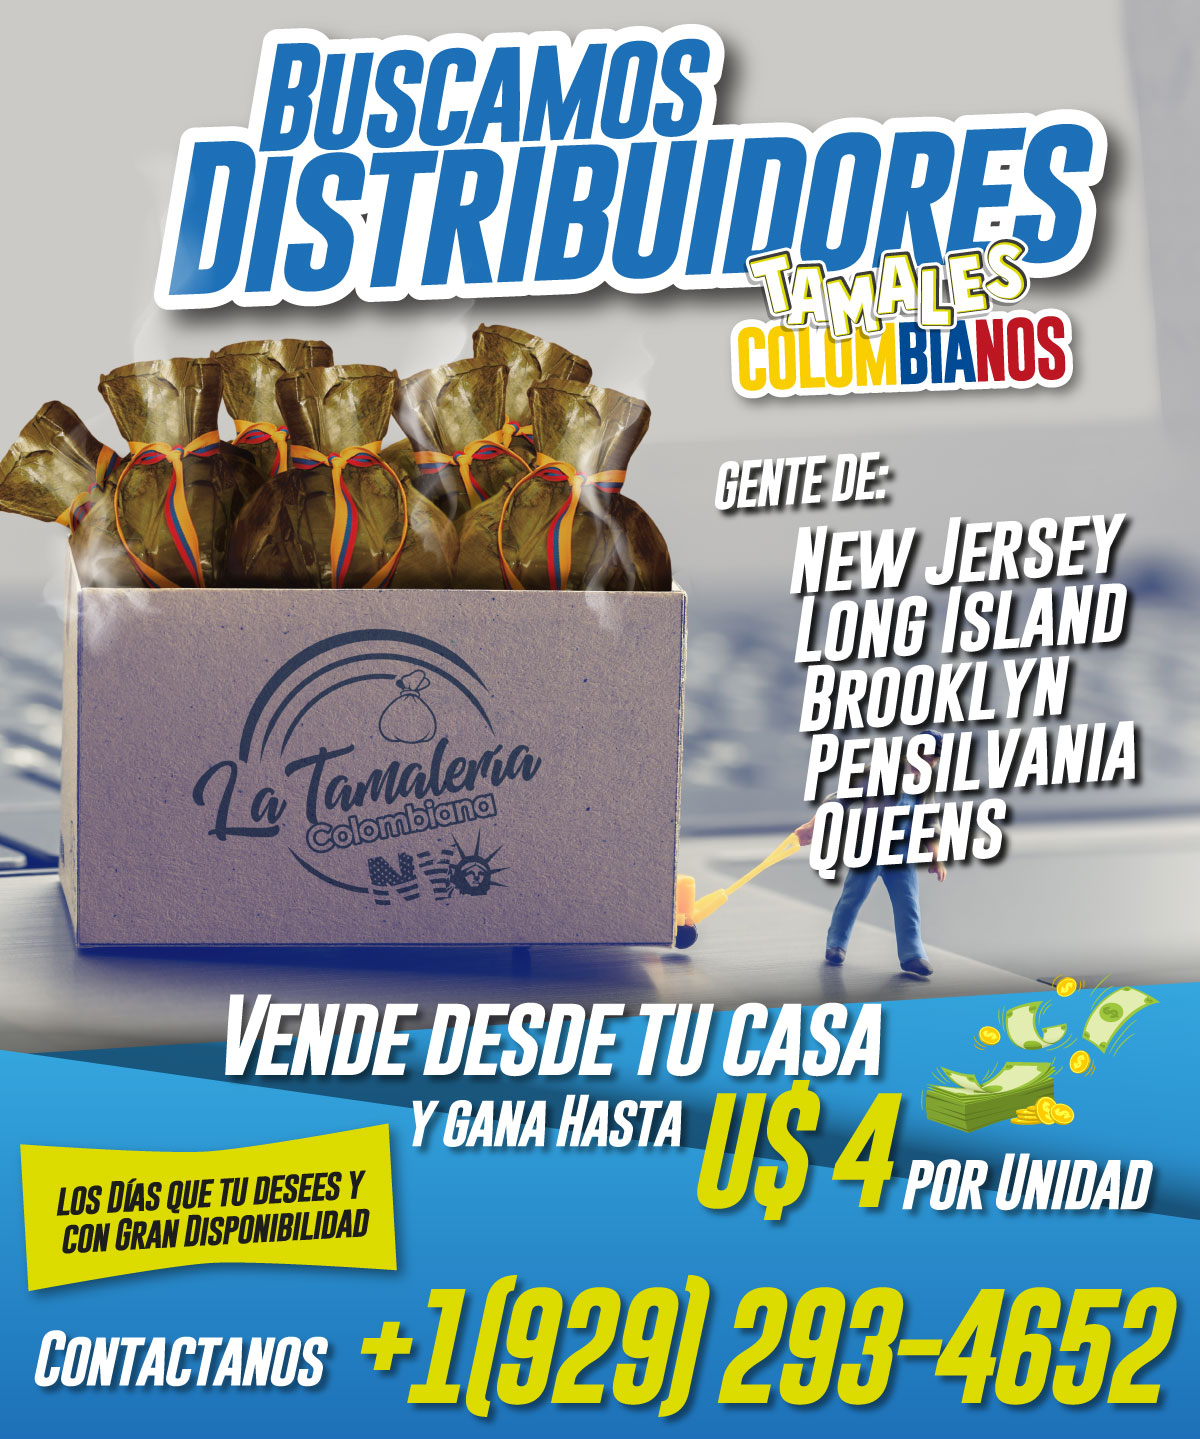 Buscamos
Distribuidores
Tamales
COLOMBIANOS
GENTE DE:
New Jersey
Long Island
Brooklyn
Pensilvania
Queens
La Tamalería
Colombiana
NY
Vende desde tu casa
y gana Hasta U$ 4 por Unidad
los Días que tu desees y
con Gran Disponibilidad
Contactanos +1(929) 293-4652